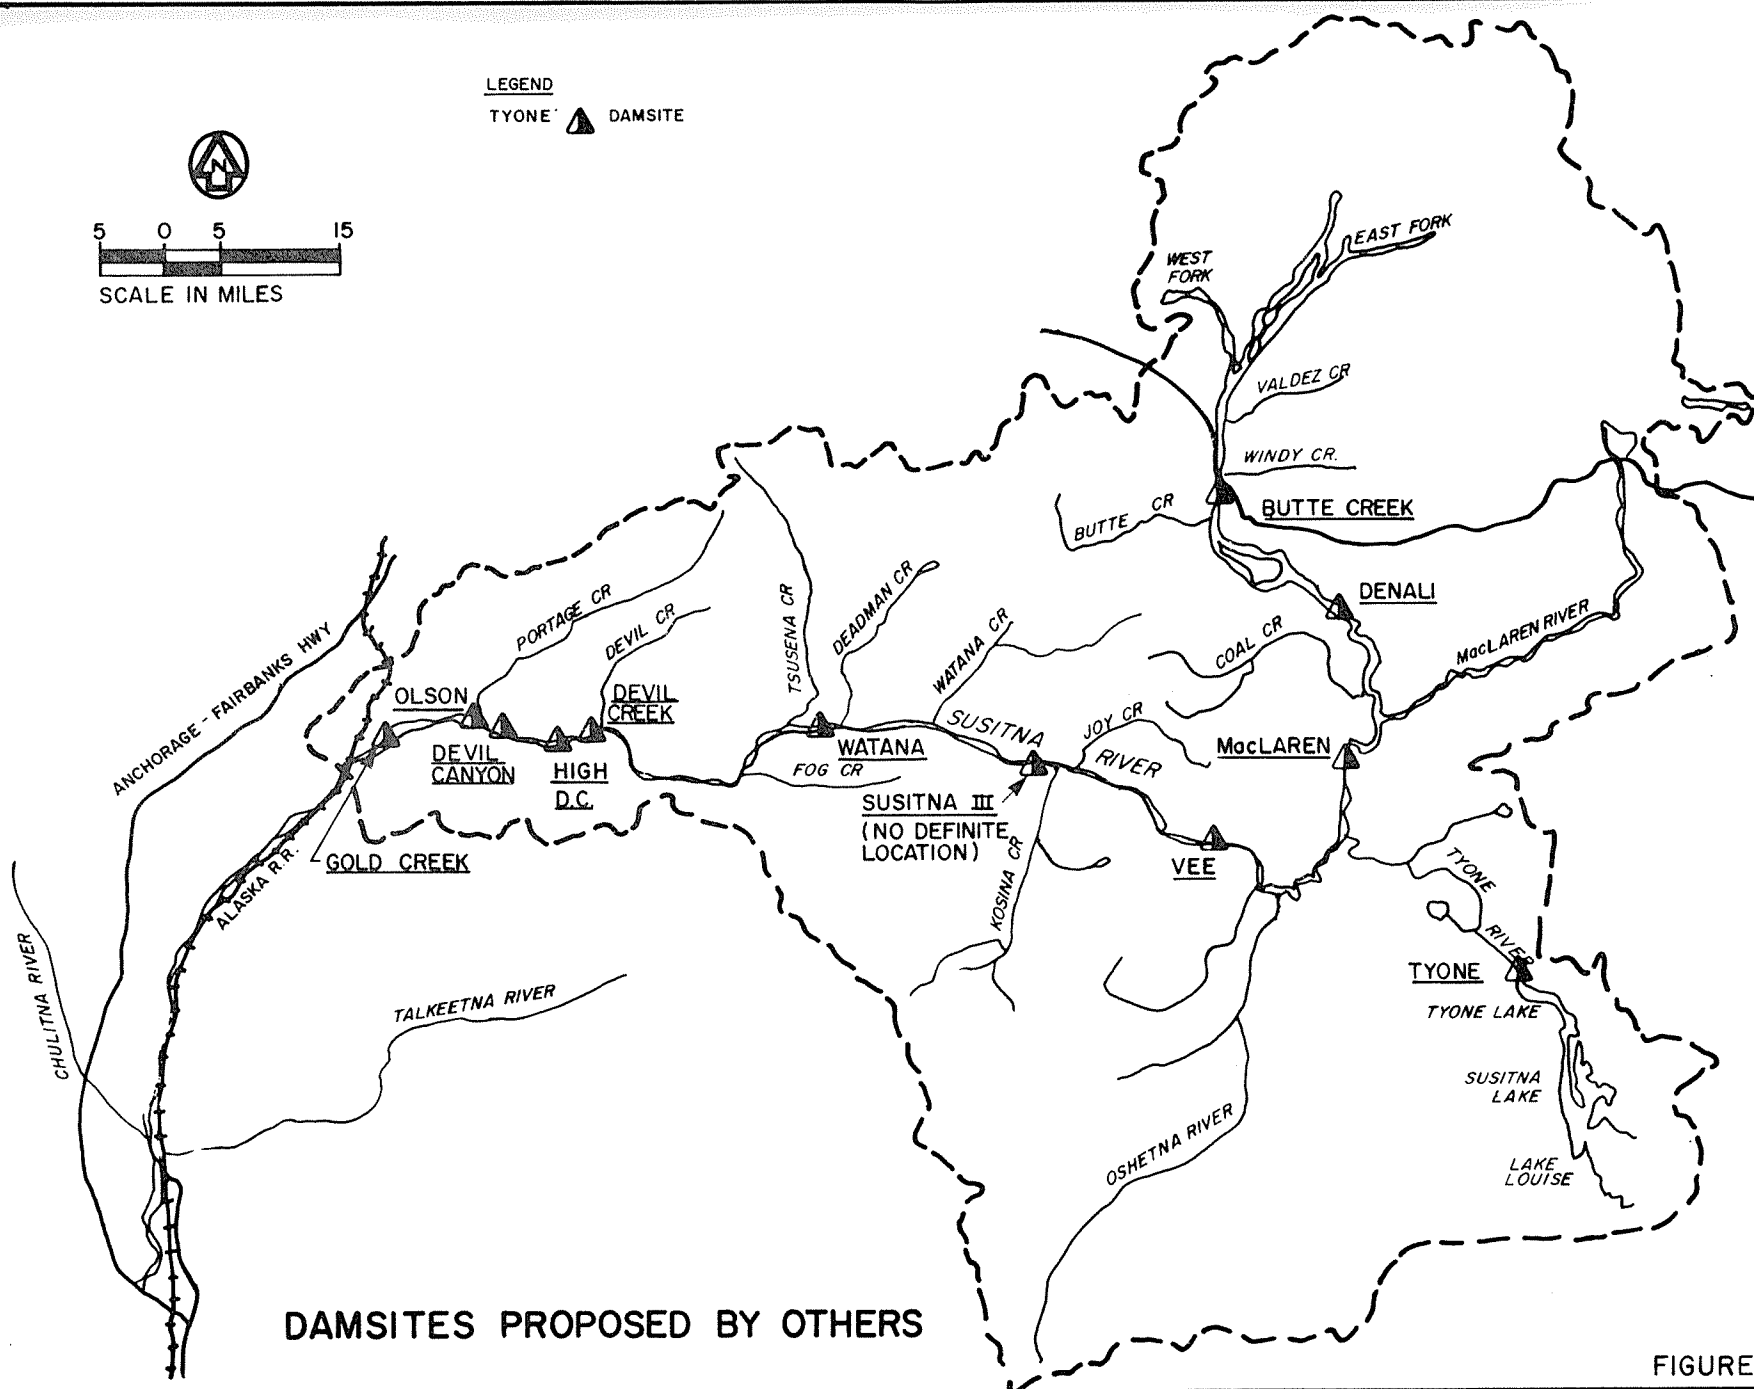 LEGEND
TYONE DAMSITE
N
5 0 5 15
SCALE IN MILES
EAST FORK
WEST
FORK
VALDEZ CR
WINDY CR.
BUTTE CR
BUTTE CREEK
DENALI
MacLAREN RIVER
COAL CR
PORTAGE CR
DEVIL CR
TSUSENA CR
DEADMAN CR
WATANA CR
ANCHORAGE - FAIRBANKS HWY
OLSON
DEVIL
CREEK
DEVIL
CANYON
HIGH
D.C.
WATANA
FOG CR
SUSITNA
RIVER
JOY CR
MacLAREN
SUSITNA III
(NO DEFINITE
LOCATION)
KOSINA CR
VEE
GOLD CREEK
ALASKA R.R.
TYONE
RIVER
TYONE
TYONE LAKE
SUSITNA
LAKE
LAKE
LOUISE
CHULITNA RIVER
TALKEETNA RIVER
OSHETNA RIVER
DAMSITES PROPOSED BY OTHERS
FIGURE